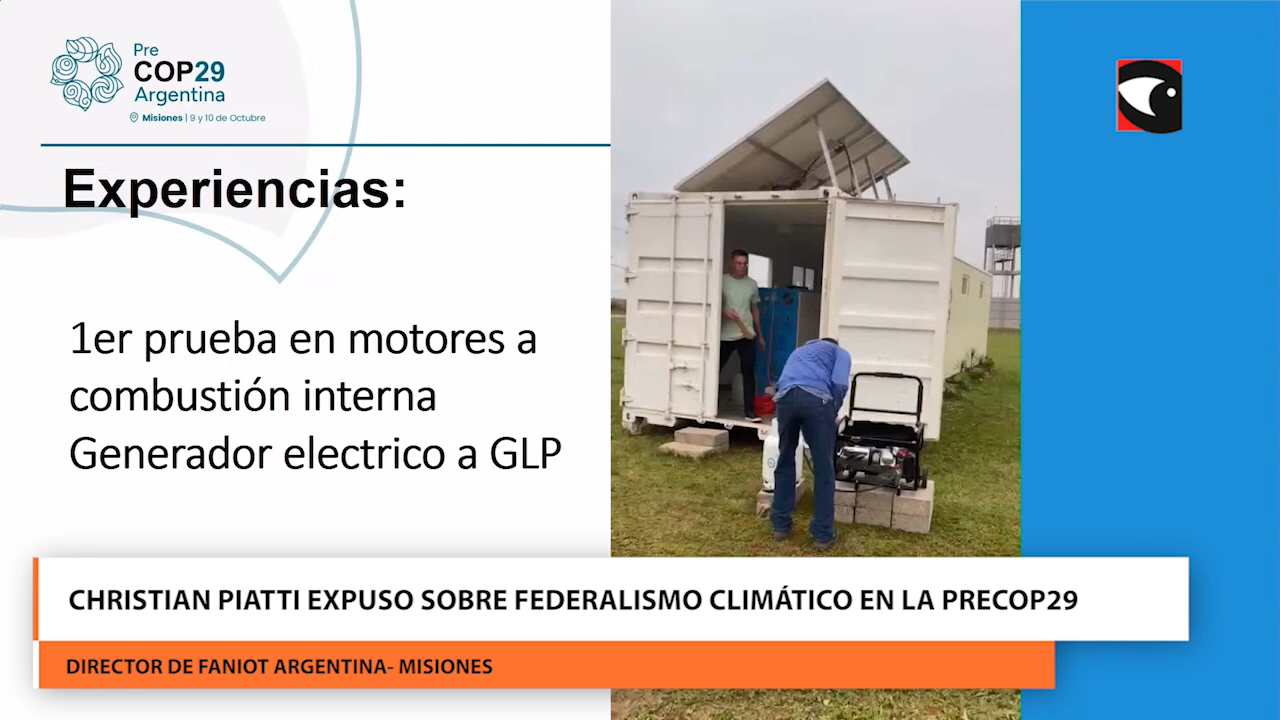 Pre
COP29
Argentina
Misiones | 9 y 10 de Octubre
Experiencias:
1er prueba en motores a
combustión interna
Generador electrico a GLP
CHRISTIAN PIATTI EXPUSO SOBRE FEDERALISMO CLIMÁTICO EN LA PRECOP29
DIRECTOR DE FANIOT ARGENTINA- MISIONES